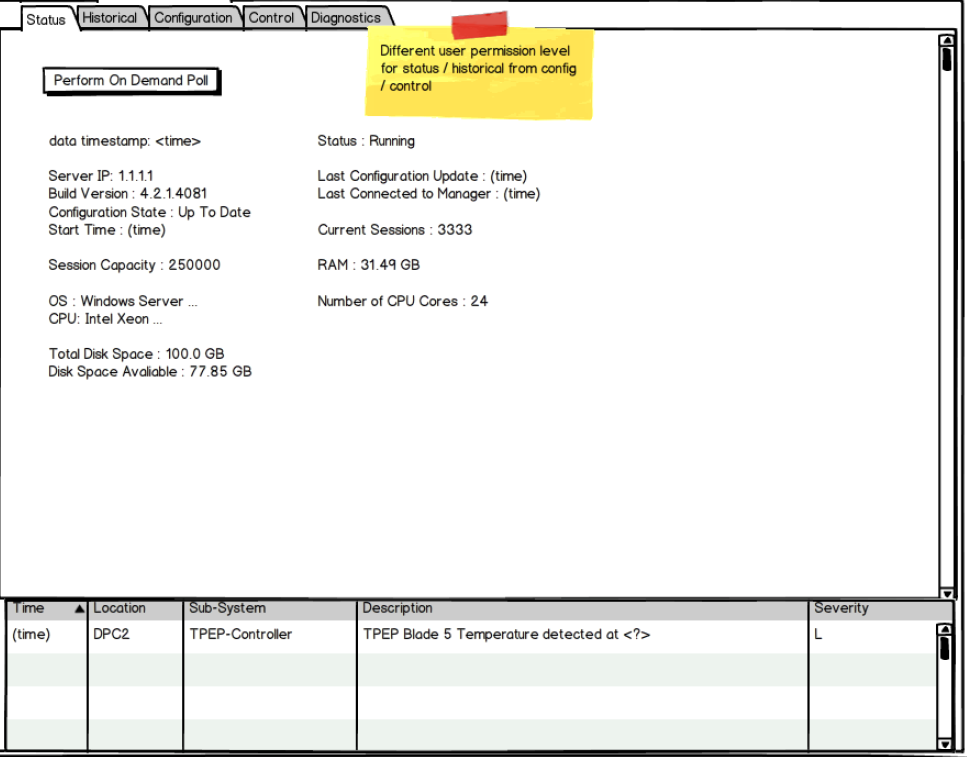 Status Historical Configuration Control Diagnostics
Different user permission level
for status / historical from config
/ control
Perform On Demand Poll
data timestamp: <time>
Status : Running
Server IP: 1.1.1.1
Last Configuration Update : (time)
Build Version : 4.2.1.4081
Last Connected to Manager : (time)
Configuration State : Up To Date
Start Time : (time)
Current Sessions : 3333
Session Capacity : 250000
RAM : 31.49 GB
OS : Windows Server ...
Number of CPU Cores : 24
CPU: Intel Xeon ...
Total Disk Space : 100.0 GB
Disk Space Avaliable : 77.85 GB
Time Location Sub-System Description Severity
(time) DPC2 TPEP-Controller TPEP Blade 5 Temperature detected at <?> L